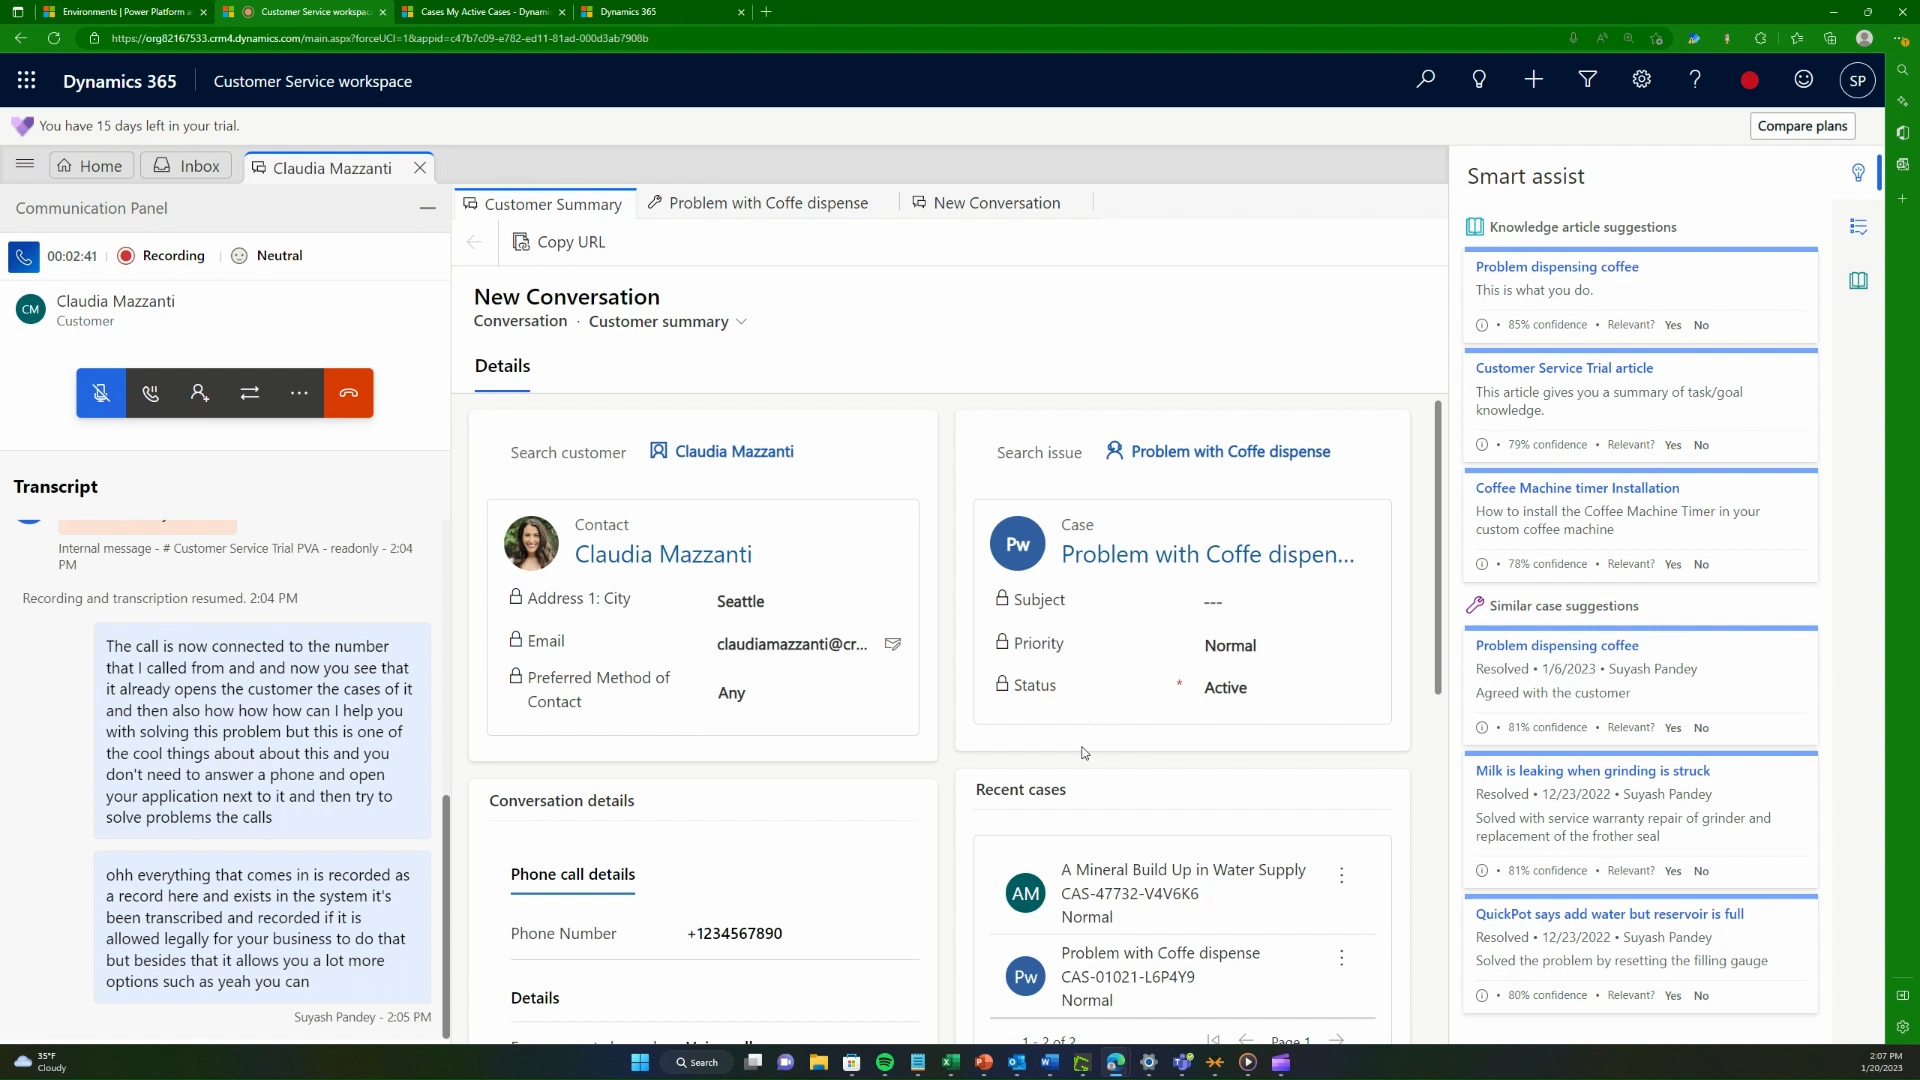 Environments | Power Platform a
Customer Service workspac
Cases My Active Cases - Dynami
Dynamics 365
https://org82167533.crm4.dynamics.com/main.aspx?forceUCI=1&appid=c47b7c09-e782-ed11-81ad-000d3ab7908b
Dynamics 365
Customer Service workspace
SP
You have 15 days left in your trial.
Compare plans
Home
Inbox
Claudia Mazzanti
Communication Panel
00:02:41
Recording
Neutral
CM
Claudia Mazzanti
Customer
Transcript
Internal message - # Customer Service Trial PVA - readonly - 2:04
PM
Recording and transcription resumed. 2:04 PM
The call is now connected to the number
that I called from and and now you see that
it already opens the customer the cases of it
and then also how how how can I help you
with solving this problem but this is one of
the cool things about about this and you
don't need to answer a phone and open
your application next to it and then try to
solve problems the calls
ohh everything that comes in is recorded as
a record here and exists in the system it's
been transcribed and recorded if it is
allowed legally for your business to do that
but besides that it allows you a lot more
options such as yeah you can
Suyash Pandey - 2:05 PM
Customer Summary
Problem with Coffe dispense
New Conversation
Copy URL
New Conversation
Conversation · Customer summary
Details
Search customer
Claudia Mazzanti
Contact
Claudia Mazzanti
Address 1: City
Seattle
Email
claudiamazzanti@cr...
Preferred Method of
Contact
Any
Conversation details
Phone call details
Phone Number
+1234567890
Details
Search issue
Problem with Coffe dispense
Pw
Case
Problem with Coffe dispen...
Subject
---
Priority
Normal
Status
*
Active
Recent cases
AM
A Mineral Build Up in Water Supply
CAS-47732-V4V6K6
Normal
Pw
Problem with Coffe dispense
CAS-01021-L6P4Y9
Normal
1 - 2 of 2
Page 1
Smart assist
Knowledge article suggestions
Problem dispensing coffee
This is what you do.
• 85% confidence • Relevant? Yes No
Customer Service Trial article
This article gives you a summary of task/goal
knowledge.
• 79% confidence • Relevant? Yes No
Coffee Machine timer Installation
How to install the Coffee Machine Timer in your
custom coffee machine
• 78% confidence • Relevant? Yes No
Similar case suggestions
Problem dispensing coffee
Resolved • 1/6/2023 • Suyash Pandey
Agreed with the customer
• 81% confidence • Relevant? Yes No
Milk is leaking when grinding is struck
Resolved • 12/23/2022 • Suyash Pandey
Solved with service warranty repair of grinder and
replacement of the frother seal
• 81% confidence • Relevant? Yes No
QuickPot says add water but reservoir is full
Resolved • 12/23/2022 • Suyash Pandey
Solved the problem by resetting the filling gauge
• 80% confidence • Relevant? Yes No
35°F
Cloudy
Search
2:07 PM
1/20/2023